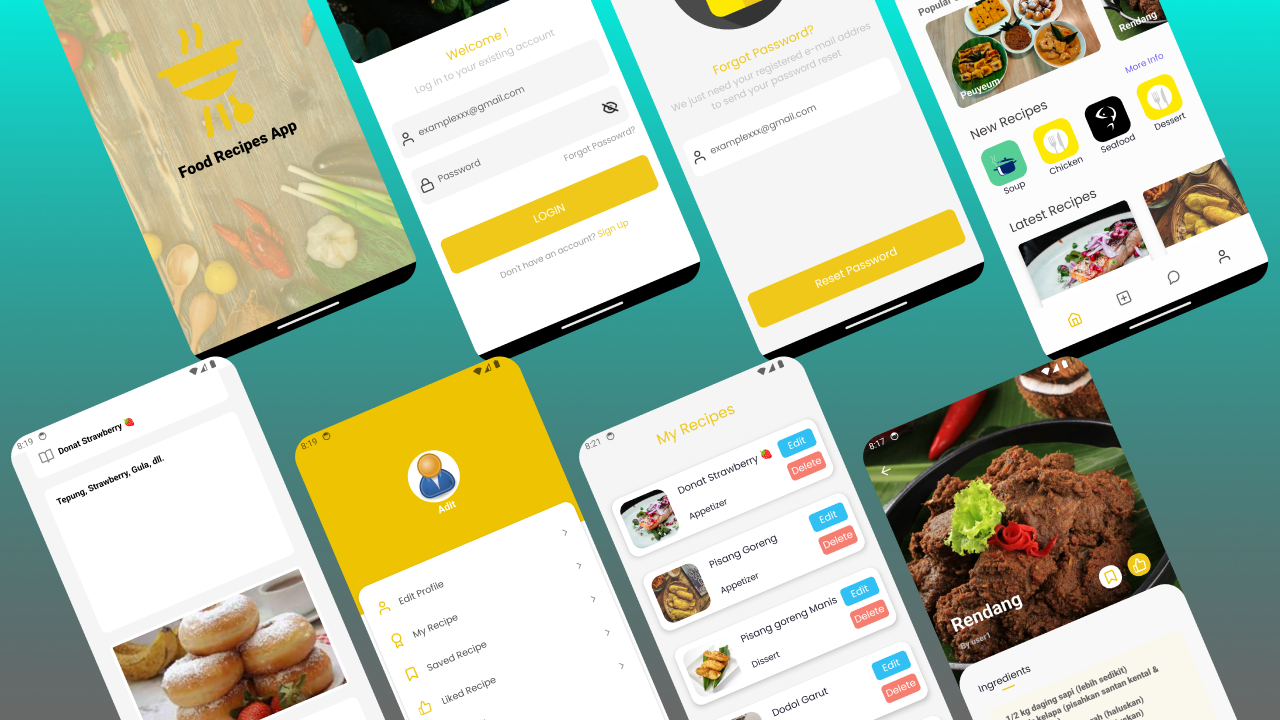 Food Recipes App
Welcome !
Log in to your existing account
examplexxx@gmail.com
Password
Forgot Passowrd?
LOGIN
Don't have an account? Sign Up
Forgot Password?
We just need your registered e-mail addres
to send your password reset
examplexxx@gmail.com
Reset Password
Popular
Peuyeum
Rendang
More Info
New Recipes
Soup
Chicken
Seafood
Dessert
Latest Recipes
8:19
Donat Strawberry 🍓
Tepung, Strawberry, Gula, dll.
8:19
Adit
Edit Profile
My Recipe
Saved Recipe
Liked Recipe
8:21
My Recipes
Donat Strawberry 🍓
Appetizer
Edit
Delete
Pisang Goreng
Appetizer
Edit
Delete
Pisang goreng Manis
Dissert
Edit
Delete
Dodol Garut
Edit
Delete
8:17
Rendang
By user1
Ingredients
1/2 kg daging sapi (lebih sedikit)
kelapa (pisahkan santan kental &
(haluskan)